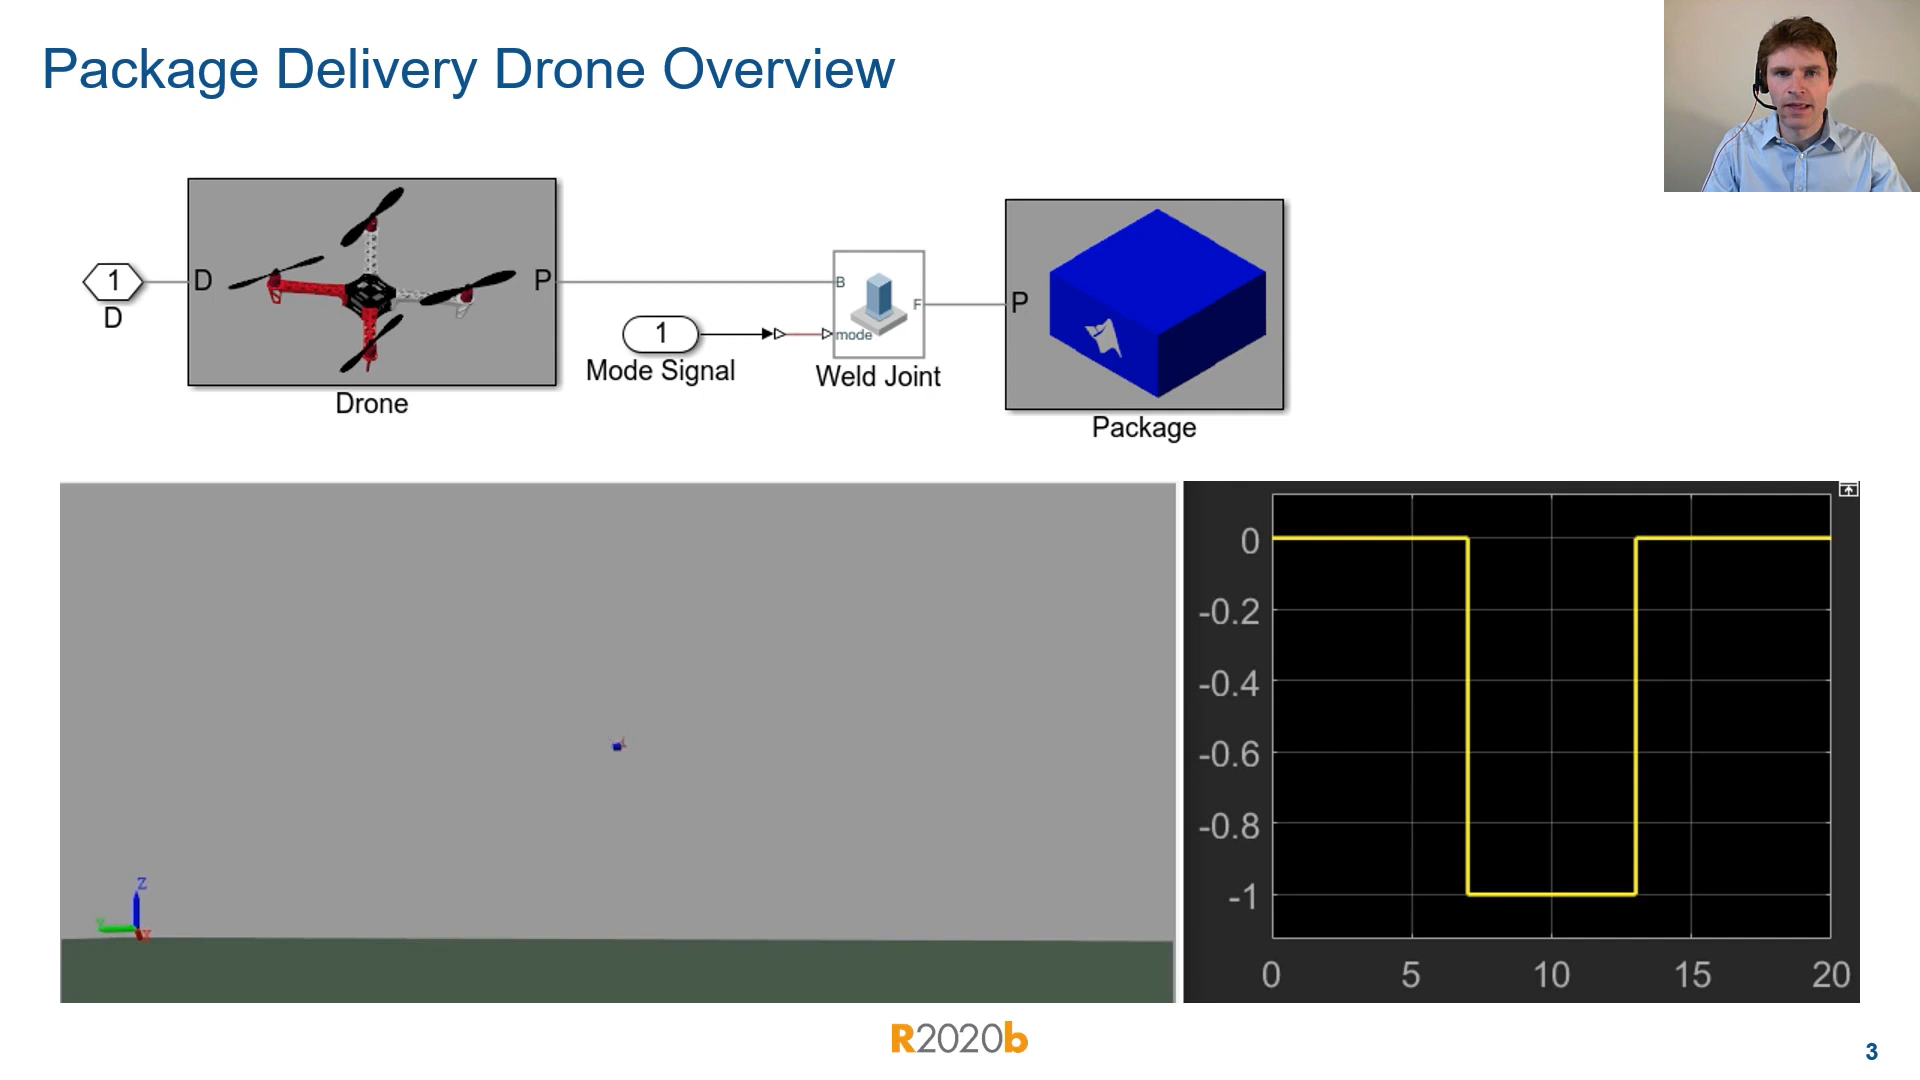 Package Delivery Drone Overview
1
D
D
P
Drone
1
Mode Signal
B
F
mode
Weld Joint
P
Package
Z
Y
X
0
-0.2
-0.4
-0.6
-0.8
-1
0 5 10 15 20
R2020b
3